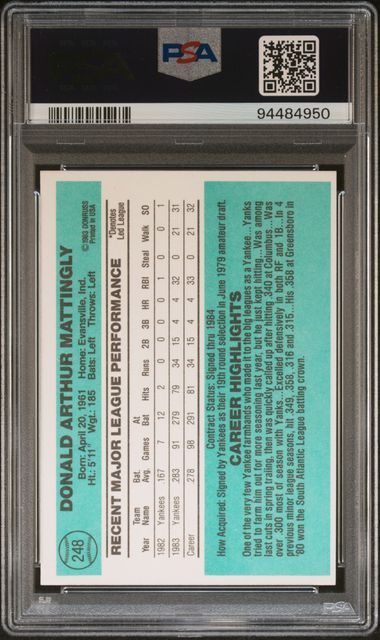 PSA
94484950
248
DONALD ARTHUR MATTINGLY
©1983 DONRUSS
Printed in USA
Born: April 20, 1961 Home: Evansville, Ind.
Ht.: 5'11" Wgt.: 185 Bats: Left Throws: Left
RECENT MAJOR LEAGUE PERFORMANCE
*Denotes
Led League
Year Team Name Bat. Avg. Games At Bat Hits Runs 2B 3B HR RBI Steal Walk SO
1982 Yankees .167 7 12 2 0 0 0 0 1 0 0 1
1983 Yankees .283 91 279 79 34 15 4 4 32 0 21 31
Career .278 98 291 81 34 15 4 4 33 0 21 32
Contract Status: Signed thru 1984
How Acquired: Signed by Yankees as their 19th round selection in June 1979 amateur draft.
CAREER HIGHLIGHTS
One of the very few Yankee farmhands who made it to the big leagues as a Yankee...Yanks
tried to farm him out for more seasoning last year, but he just kept hitting...Was among
last cuts in spring training, then was quickly called up after hitting .340 at Columbus...Was
over .300 most of season with Yanks...Excelled defensively in both RF and 1B...In 4
previous minor league seasons, hit .349, .358, .316 and .315...His .358 at Greensboro in
'80 won the South Atlantic League batting crown.